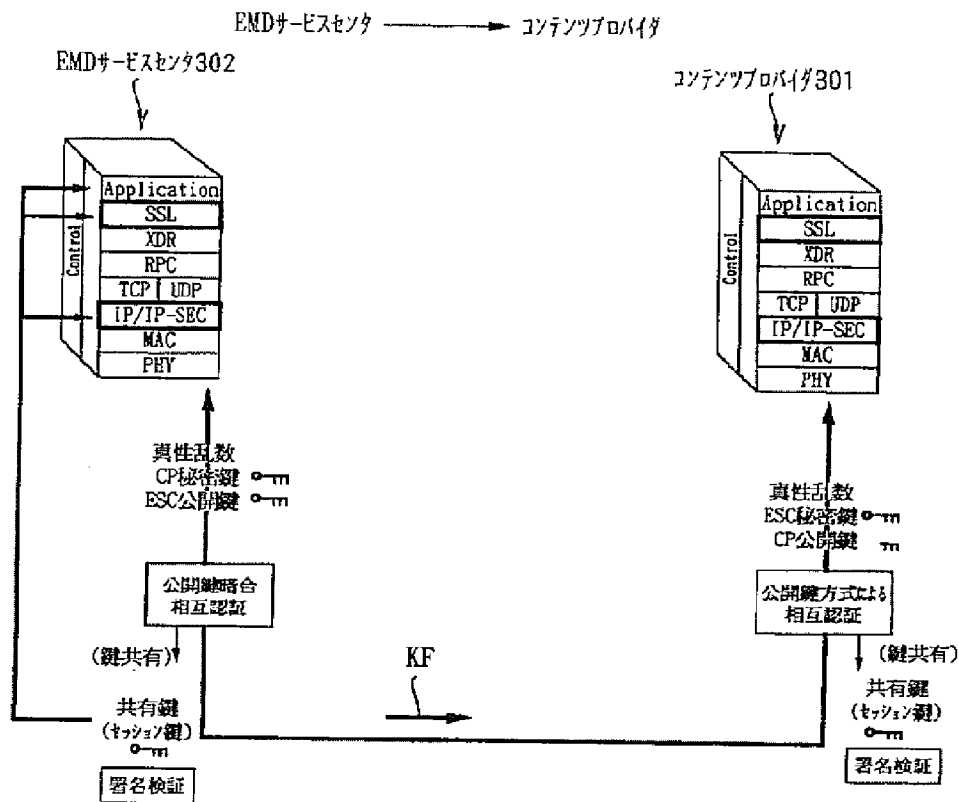 EMDサービスセンタ → コンテンツプロバイダ
EMDサービスセンタ302
Control
Application
SSL
XDR
RPC
TCP UDP
IP/IP-SEC
MAC
PHY
真性乱数
CP秘密鍵
ESC公開鍵
公開鍵暗合
相互認証
(鍵共有)
共有鍵
(セッション鍵)
署名検証
KF
コンテンツプロバイダ301
Control
Application
SSL
XDR
RPC
TCP UDP
IP/IP-SEC
MAC
PHY
真性乱数
ESC秘密鍵
CP公開鍵
公開鍵方式による
相互認証
(鍵共有)
共有鍵
(セッション鍵)
署名検証